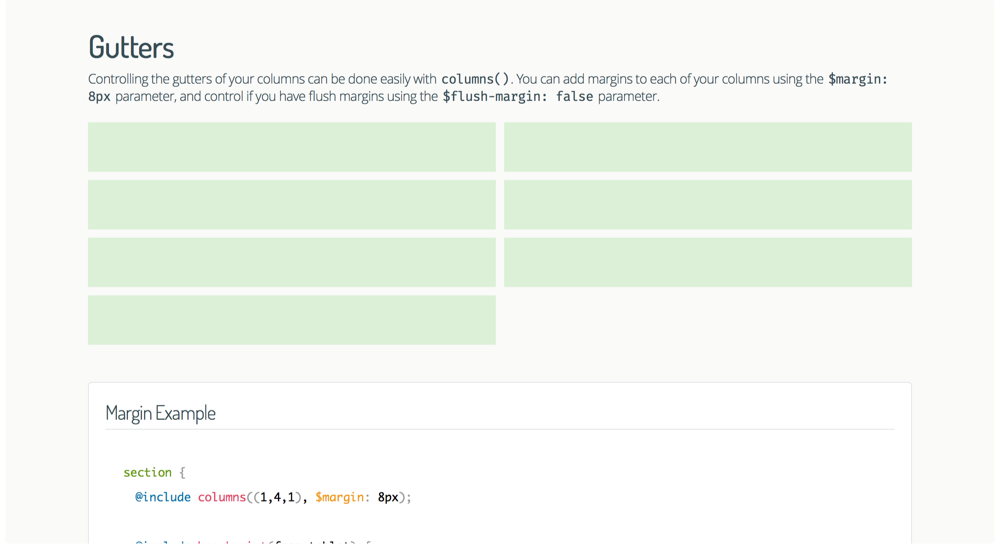 Gutters
Controlling the gutters of your columns can be done easily with columns(). You can add margins to each of your columns using the $margin:
8px parameter, and control if you have flush margins using the $flush-margin: false parameter.
Margin Example
section {
@include columns((1,4,1), $margin: 8px);